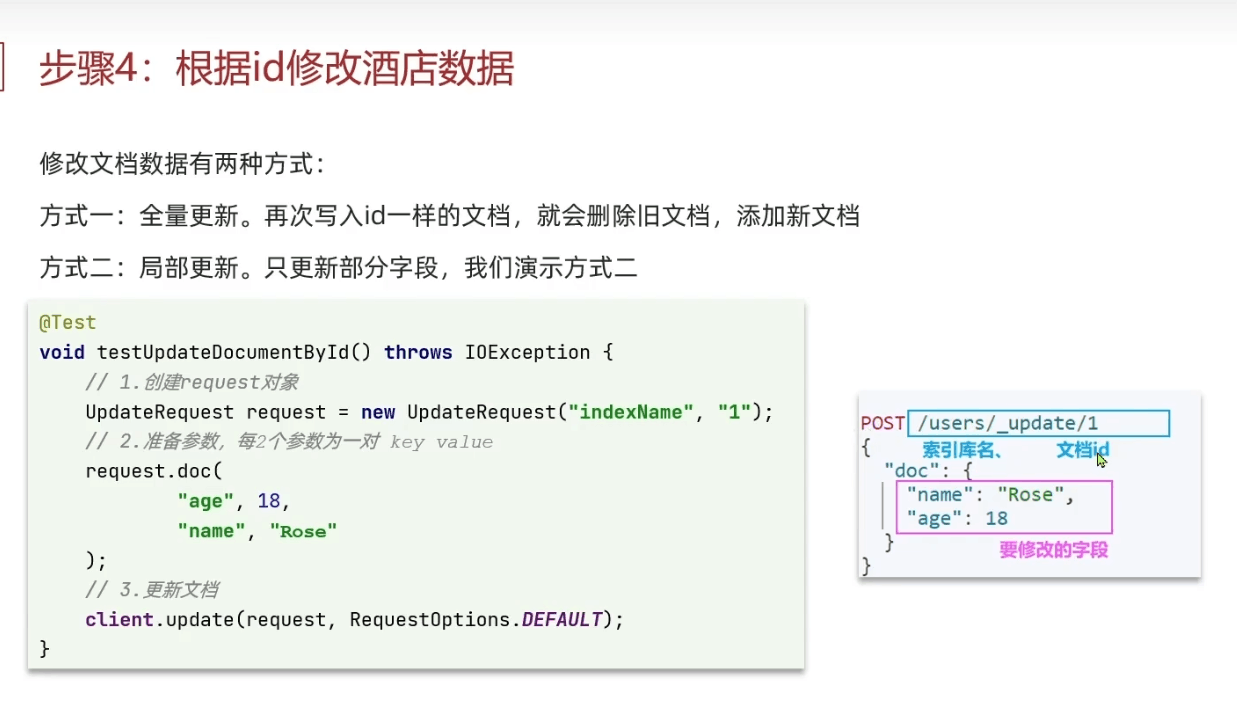 步骤4：根据id修改酒店数据
修改文档数据有两种方式：
方式一：全量更新。再次写入id一样的文档，就会删除旧文档，添加新文档
方式二：局部更新。只更新部分字段，我们演示方式二
@Test
void testUpdateDocumentById() throws IOException {
// 1.创建request对象
UpdateRequest request = new UpdateRequest("indexName", "1");
// 2.准备参数，每2个参数为一对 key value
request.doc(
"age", 18,
"name", "Rose"
);
// 3.更新文档
client.update(request, RequestOptions.DEFAULT);
}
POST /users/_update/1
{ 索引库名、 文档id
"doc": {
"name": "Rose",
"age": 18
}
要修改的字段
}